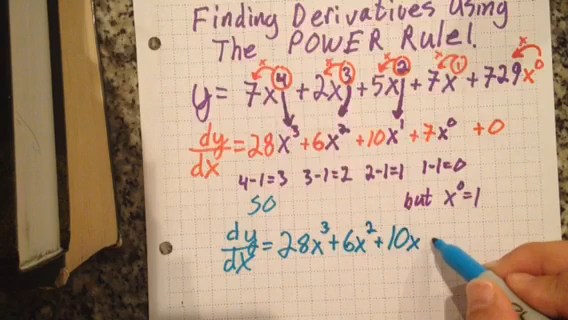 Finding Derivatives Using
The POWER Rule!
x x x x x
y = 7x⁴ + 2x³ + 5x² + 7x¹ + 729x⁰
dy/dx = 28x³ + 6x² + 10x¹ + 7x⁰ + 0
4-1=3 3-1=2 2-1=1 1-1=0
so but x⁰=1
dy/dx = 28x³ + 6x² + 10x